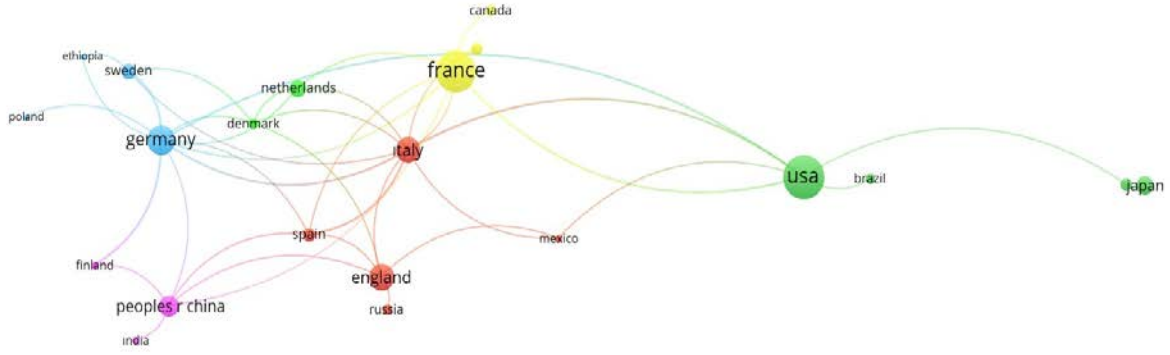 canada
ethiopia
sweden
france
netherlands
poland
denmark
germany
italy
usa
brazil
japan
spain
mexico
finland
england
peoples r china
russia
india